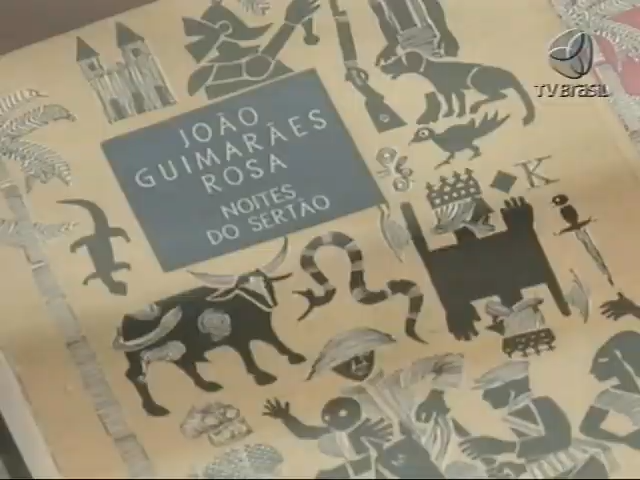 TV BRASIL
JOÃO
GUIMARÃES
ROSA
NOITES
DO SERTÃO
K